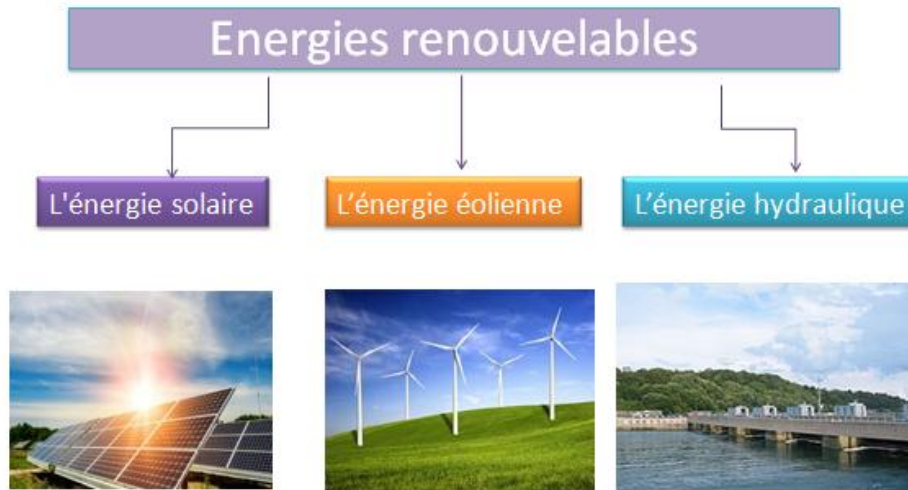 Energies renouvelables
L'énergie solaire
L’énergie éolienne
L’énergie hydraulique